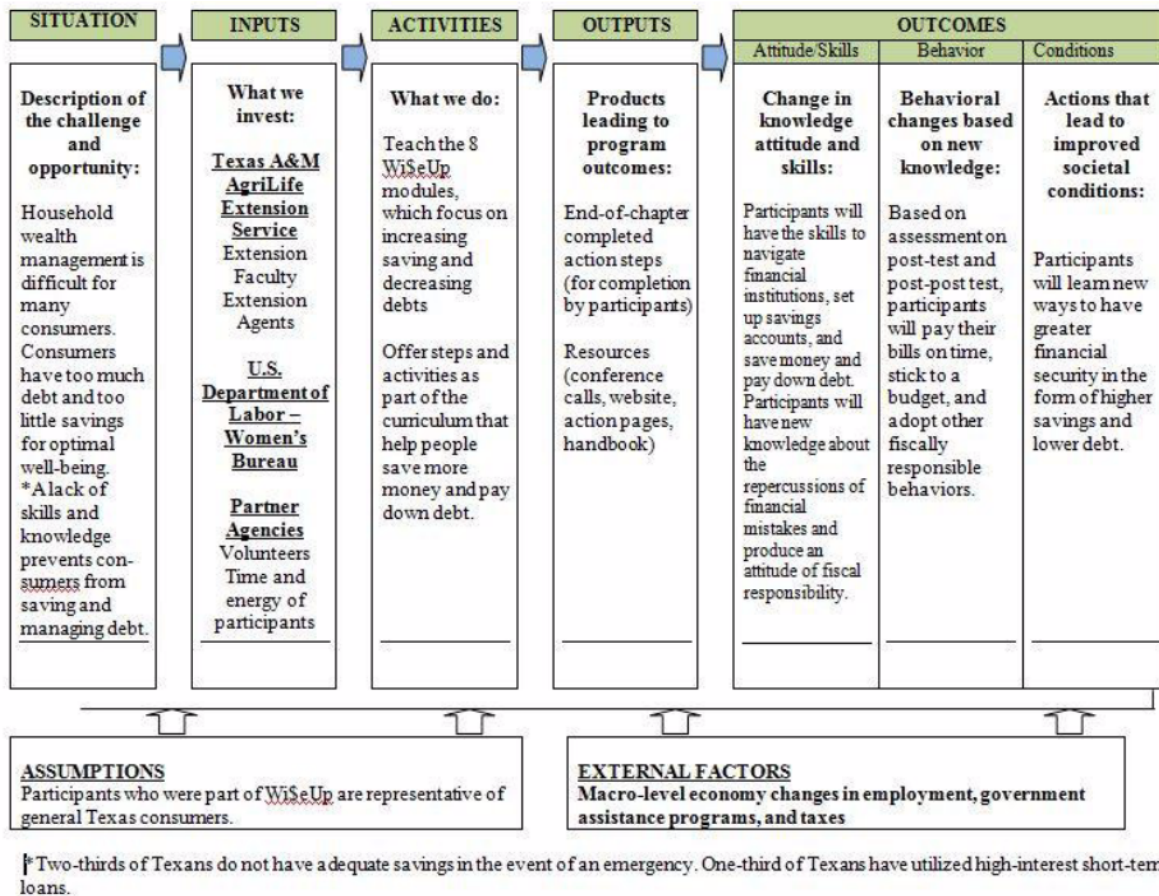 SITUATION
INPUTS
ACTIVITIES
OUTPUTS
OUTCOMES
Attitude/Skills
Behavior
Conditions
Description of
the challenge
and
opportunity:
Household
wealth
management is
difficult for
many
consumers.
Consumers
have too much
debt and too
little savings
for optimal
well-being.
*A lack of
skills and
knowledge
prevents con-
sumers from
saving and
managing debt.
What we
invest:
Texas A&M
AgriLife
Extension
Service
Extension
Faculty
Extension
Agents
U.S.
Department of
Labor –
Women's
Bureau
Partner
Agencies
Volunteers
Time and
energy of
participants
What we do:
Teach the 8
Wi$eUp
modules,
which focus on
increasing
saving and
decreasing
debts
Offer steps and
activities as
part of the
curriculum that
help people
save more
money and pay
down debt.
Products
leading to
program
outcomes:
End-of-chapter
completed
action steps
(for completion
by participants)
Resources
(conference
calls, website,
action pages,
handbook)
Change in
knowledge
attitude and
skills:
Participants will
have the skills to
navigate
financial
institutions, set
up savings
accounts, and
save money and
pay down debt.
Participants will
have new
knowledge about
the
repercussions of
financial
mistakes and
produce an
attitude of fiscal
responsibility.
Behavioral
changes based
on new
knowledge:
Based on
assessment on
post-test and
post-post test,
participants
will pay their
bills on time,
stick to a
budget, and
adopt other
fiscally
responsible
behaviors.
Actions that
lead to
improved
societal
conditions:
Participants
will learn new
ways to have
greater
financial
security in the
form of higher
savings and
lower debt.
ASSUMPTIONS
Participants who were part of Wi$eUp are representative of
general Texas consumers.
EXTERNAL FACTORS
Macro-level economy changes in employment, government
assistance programs, and taxes
* Two-thirds of Texans do not have adequate savings in the event of an emergency. One-third of Texans have utilized high-interest short-term
loans.